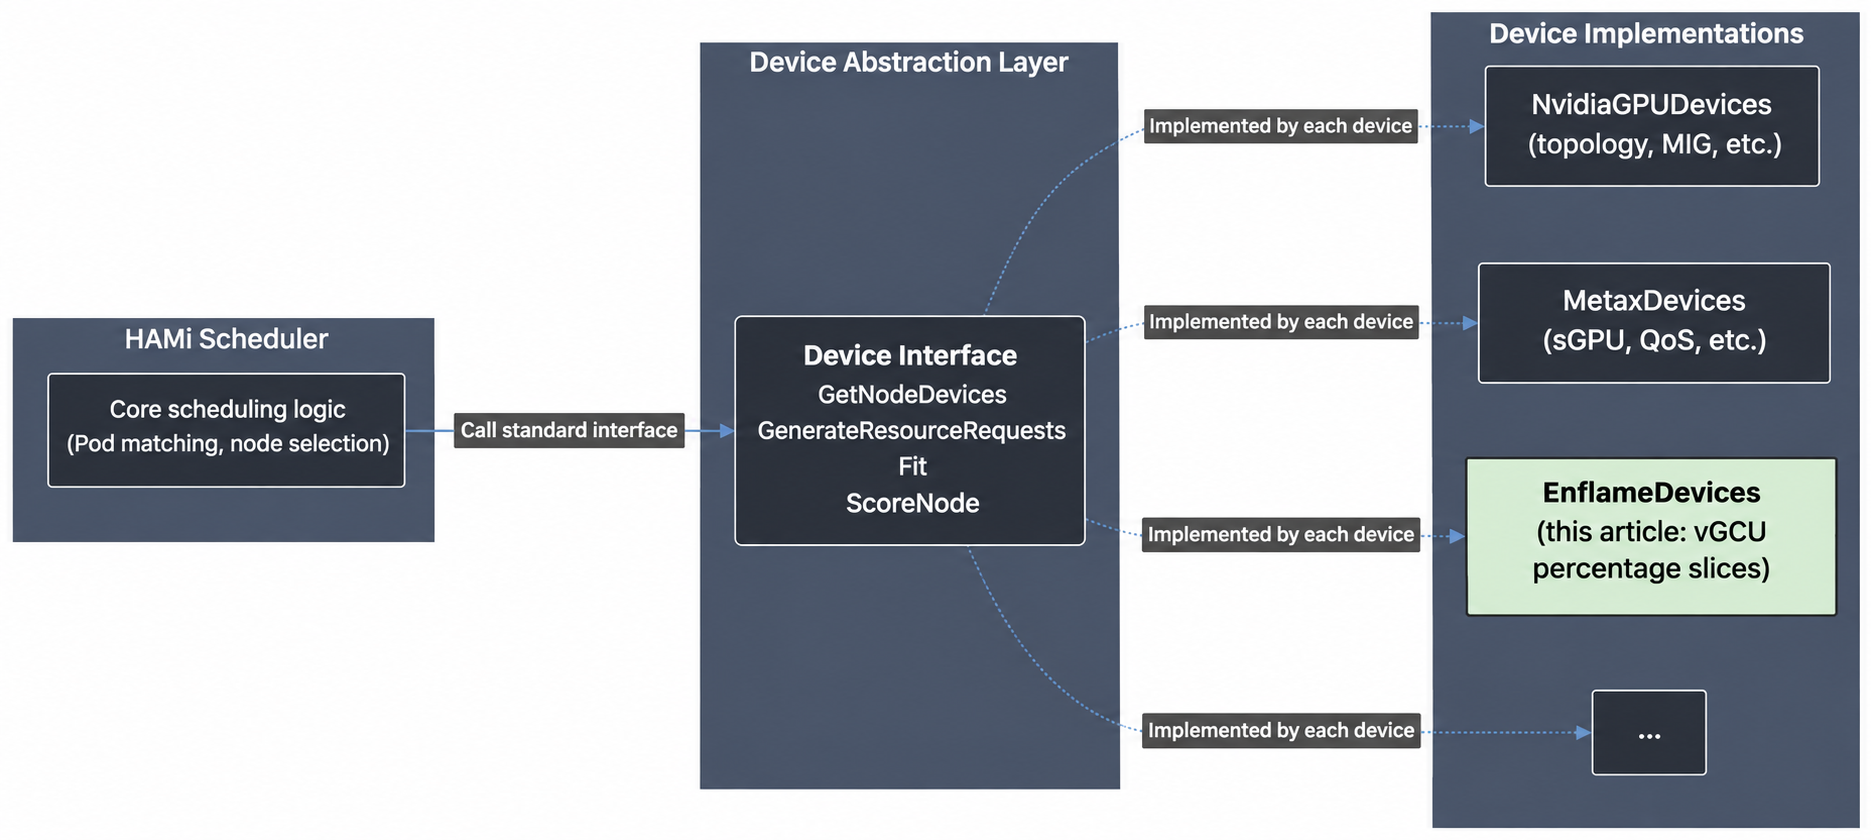 HAMi Scheduler
Core scheduling logic
(Pod matching, node selection)
Call standard interface
Device Abstraction Layer
Device Interface
GetNodeDevices
GenerateResourceRequests
Fit
ScoreNode
Implemented by each device
Implemented by each device
Implemented by each device
Implemented by each device
Device Implementations
NvidiaGPUDevices
(topology, MIG, etc.)
MetaxDevices
(sGPU, QoS, etc.)
EnflameDevices
(this article: vGCU
percentage slices)
...